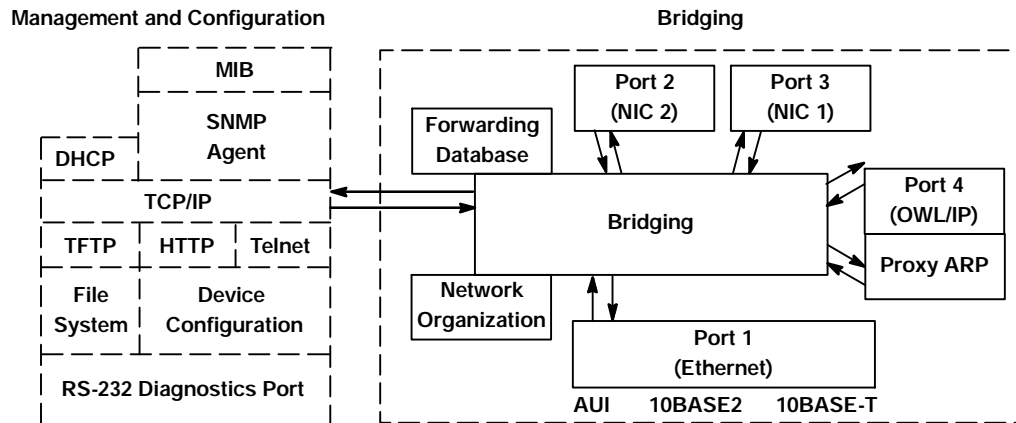 Management and Configuration
Bridging
MIB
SNMP
Agent
DHCP
TCP/IP
TFTP
HTTP
Telnet
File
System
Device
Configuration
RS-232 Diagnostics Port
Port 2
(NIC 2)
Port 3
(NIC 1)
Forwarding
Database
Port 4
(OWL/IP)
Bridging
Proxy ARP
Network
Organization
Port 1
(Ethernet)
AUI 10BASE2 10BASE-T